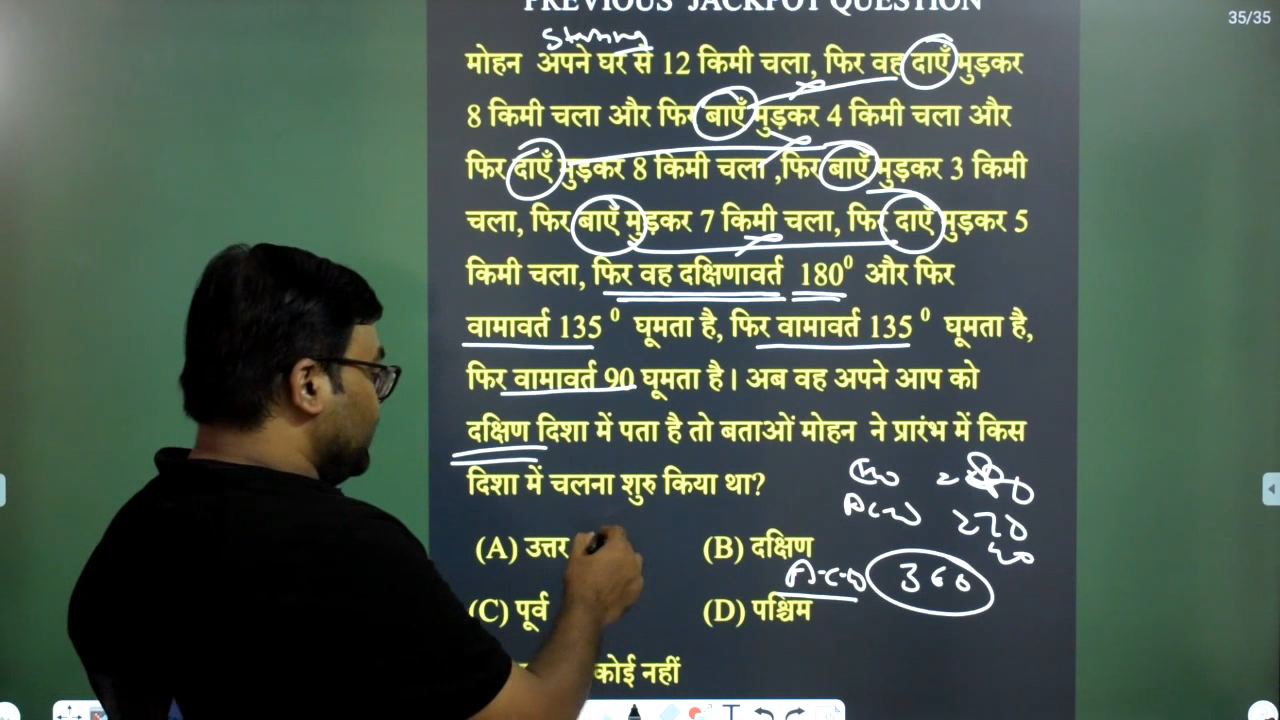 PREVIOUS JACKPOT QUESTION
35/35
Starting
मोहन अपने घर से 12 किमी चला, फिर वह दाएँ मुड़कर
8 किमी चला और फिर बाएँ मुड़कर 4 किमी चला और
फिर दाएँ मुड़कर 8 किमी चला ,फिर बाएँ मुड़कर 3 किमी
चला, फिर बाएँ मुड़कर 7 किमी चला, फिर दाएँ मुड़कर 5
किमी चला, फिर वह दक्षिणावर्त 180⁰ और फिर
वामावर्त 135⁰ घूमता है, फिर वामावर्त 135⁰ घूमता है,
फिर वामावर्त 90 घूमता है। अब वह अपने आप को
दक्षिण दिशा में पता है तो बताओं मोहन ने प्रारंभ में किस
दिशा में चलना शुरु किया था?
(A) उत्तर
(B) दक्षिण
360
(C) पूर्व
(D) पश्चिम
कोई नहीं